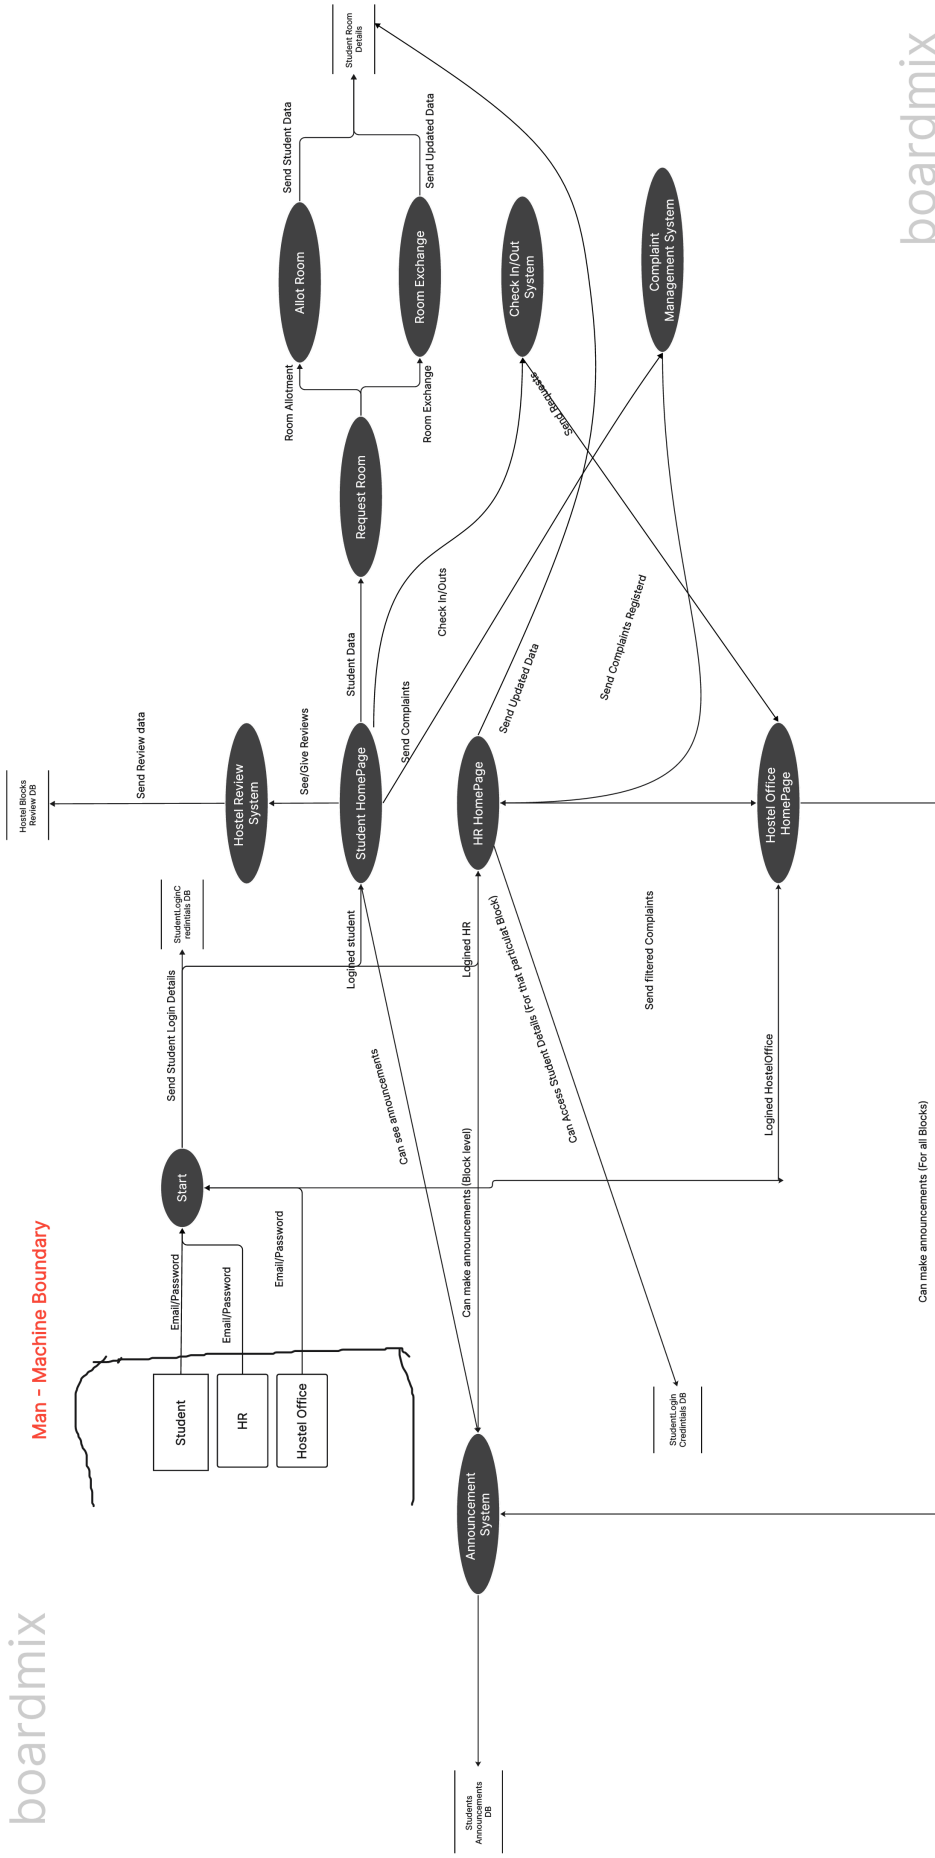 boardmix
Man - Machine Boundary
Student
HR
Hostel Office
Email/Password
Email/Password
Email/Password
Start
Send Student Login Details
StudentLoginC
redintials DB
Hostel Blocks
Review DB
Send Review data
Hostel Review
System
See/Give Reviews
Logined student
Student HomePage
Student Data
Request Room
Room Allotment
Room Exchange
Allot Room
Room Exchange
Send Student Data
Send Updated Data
Student Room
Details
Check In/Outs
Check In/Out
System
Send Requests
Send Complaints
Complaint
Management System
Can see announcements
Logined HR
HR HomePage
Send Updated Data
Send Complaints Registerd
Can make announcements (Block level)
Can Access Student Details (For that particulat Block)
Send filtered Complaints
Logined HostelOffice
Hostel Office
HomePage
Announcement
System
StudentLogin
Credintials DB
Students
Announcements
DB
Can make announcements (For all Blocks)
boardmix